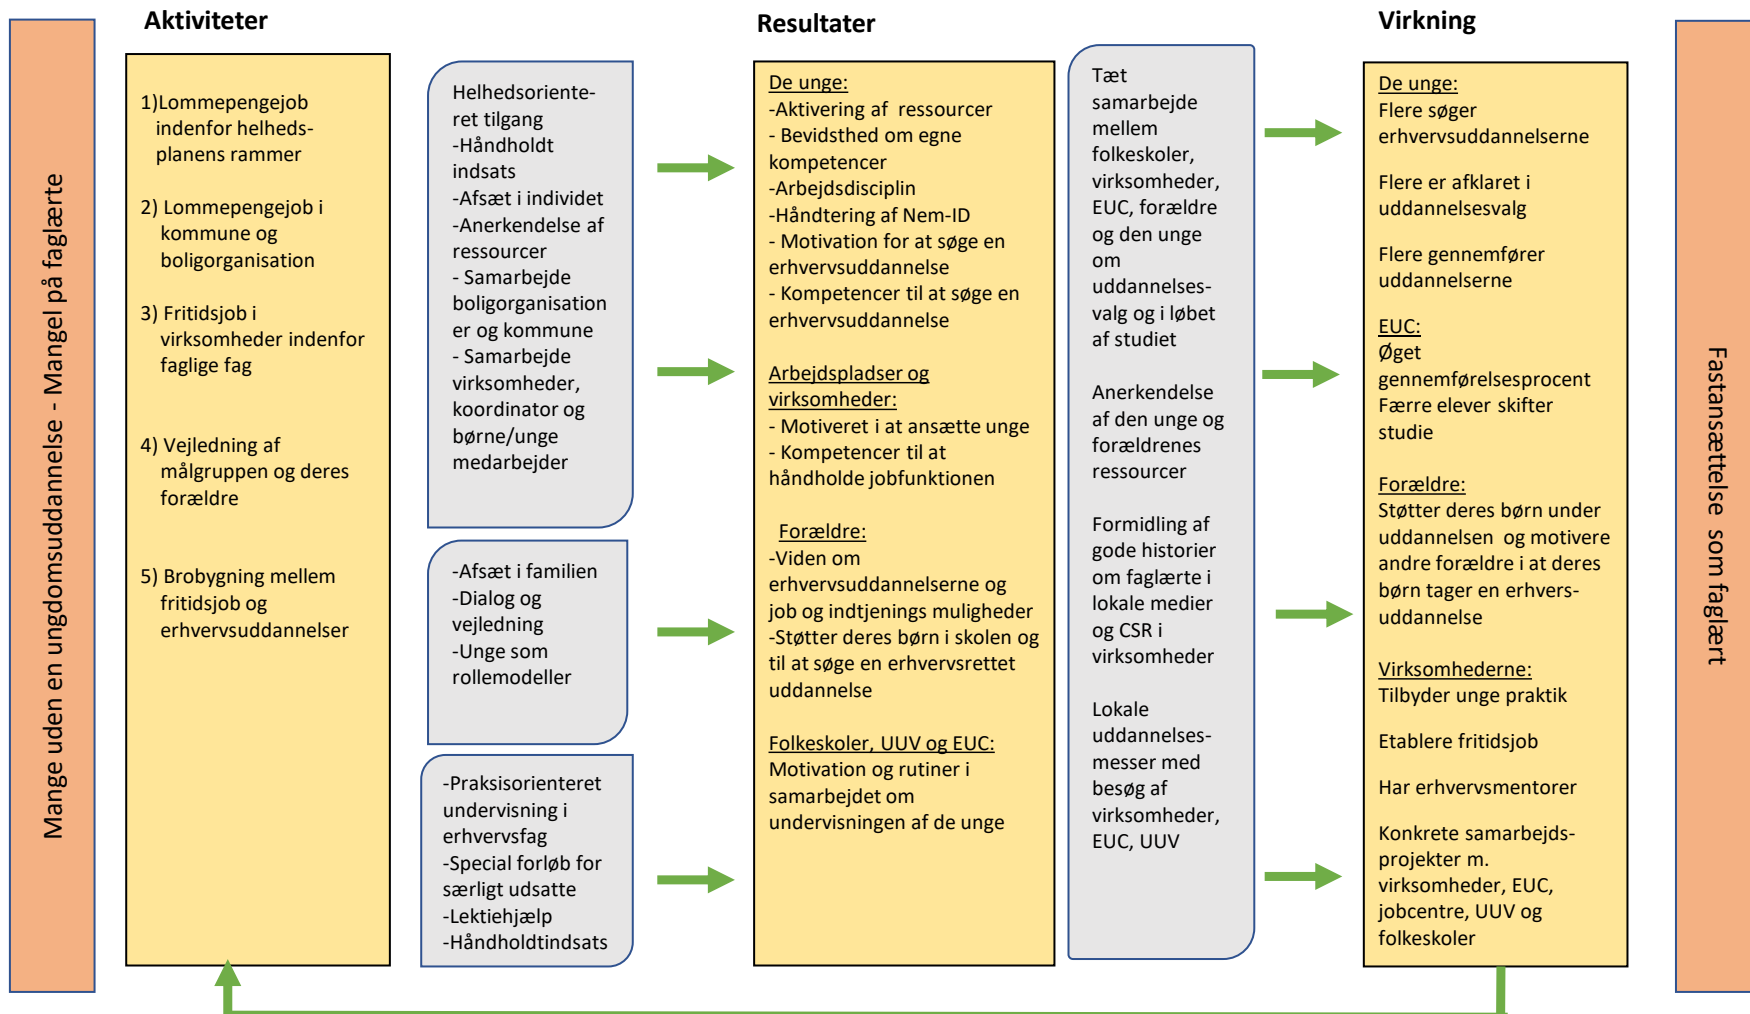 Mange uden en ungdomsuddannelse - Mangel på faglærte
Aktiviteter
1)Lommepengejob
indenfor helheds-
planens rammer
2) Lommepengejob i
kommune og
boligorganisation
3) Fritidsjob i
virksomheder indenfor
faglige fag
4) Vejledning af
målgruppen og deres
forældre
5) Brobygning mellem
fritidsjob og
erhvervsuddannelser
Helhedsoriente-
ret tilgang
-Håndholdt
indsats
-Afsæt i individet
-Anerkendelse af
ressourcer
- Samarbejde
boligorganisation
er og kommune
- Samarbejde
virksomheder,
koordinator og
børne/unge
medarbejder
-Afsæt i familien
-Dialog og
vejledning
-Unge som
rollemodeller
-Praksisorienteret
undervisning i
erhvervsfag
-Special forløb for
særligt udsatte
-Lektiehjælp
-Håndholdtindsats
Resultater
De unge:
-Aktivering af ressourcer
- Bevidsthed om egne
kompetencer
-Arbejdsdisciplin
-Håndtering af Nem-ID
- Motivation for at søge en
erhvervsuddannelse
- Kompetencer til at søge en
erhvervsuddannelse
Arbejdspladser og
virksomheder:
- Motiveret i at ansætte unge
- Kompetencer til at
håndholde jobfunktionen
Forældre:
-Viden om
erhvervsuddannelserne og
job og indtjenings muligheder
-Støtter deres børn i skolen og
til at søge en erhvervsrettet
uddannelse
Folkeskoler, UUV og EUC:
Motivation og rutiner i
samarbejdet om
undervisningen af de unge
Tæt
samarbejde
mellem
folkeskoler,
virksomheder,
EUC, forældre
og den unge
om
uddannelses-
valg og i løbet
af studiet
Anerkendelse
af den unge og
forældrenes
ressourcer
Formidling af
gode historier
om faglærte i
lokale medier
og CSR i
virksomheder
Lokale
uddannelses-
messer med
besøg af
virksomheder,
EUC, UUV
Virkning
De unge:
Flere søger
erhvervsuddannelserne
Flere er afklaret i
uddannelsesvalg
Flere gennemfører
uddannelserne
EUC:
Øget
gennemførelsesprocent
Færre elever skifter
studie
Forældre:
Støtter deres børn under
uddannelsen og motivere
andre forældre i at deres
børn tager en erhvers-
uddannelse
Virksomhederne:
Tilbyder unge praktik
Etablere fritidsjob
Har erhvervsmentorer
Konkrete samarbejds-
projekter m.
virksomheder, EUC,
jobcentre, UUV og
folkeskoler
Fastansættelse som faglært